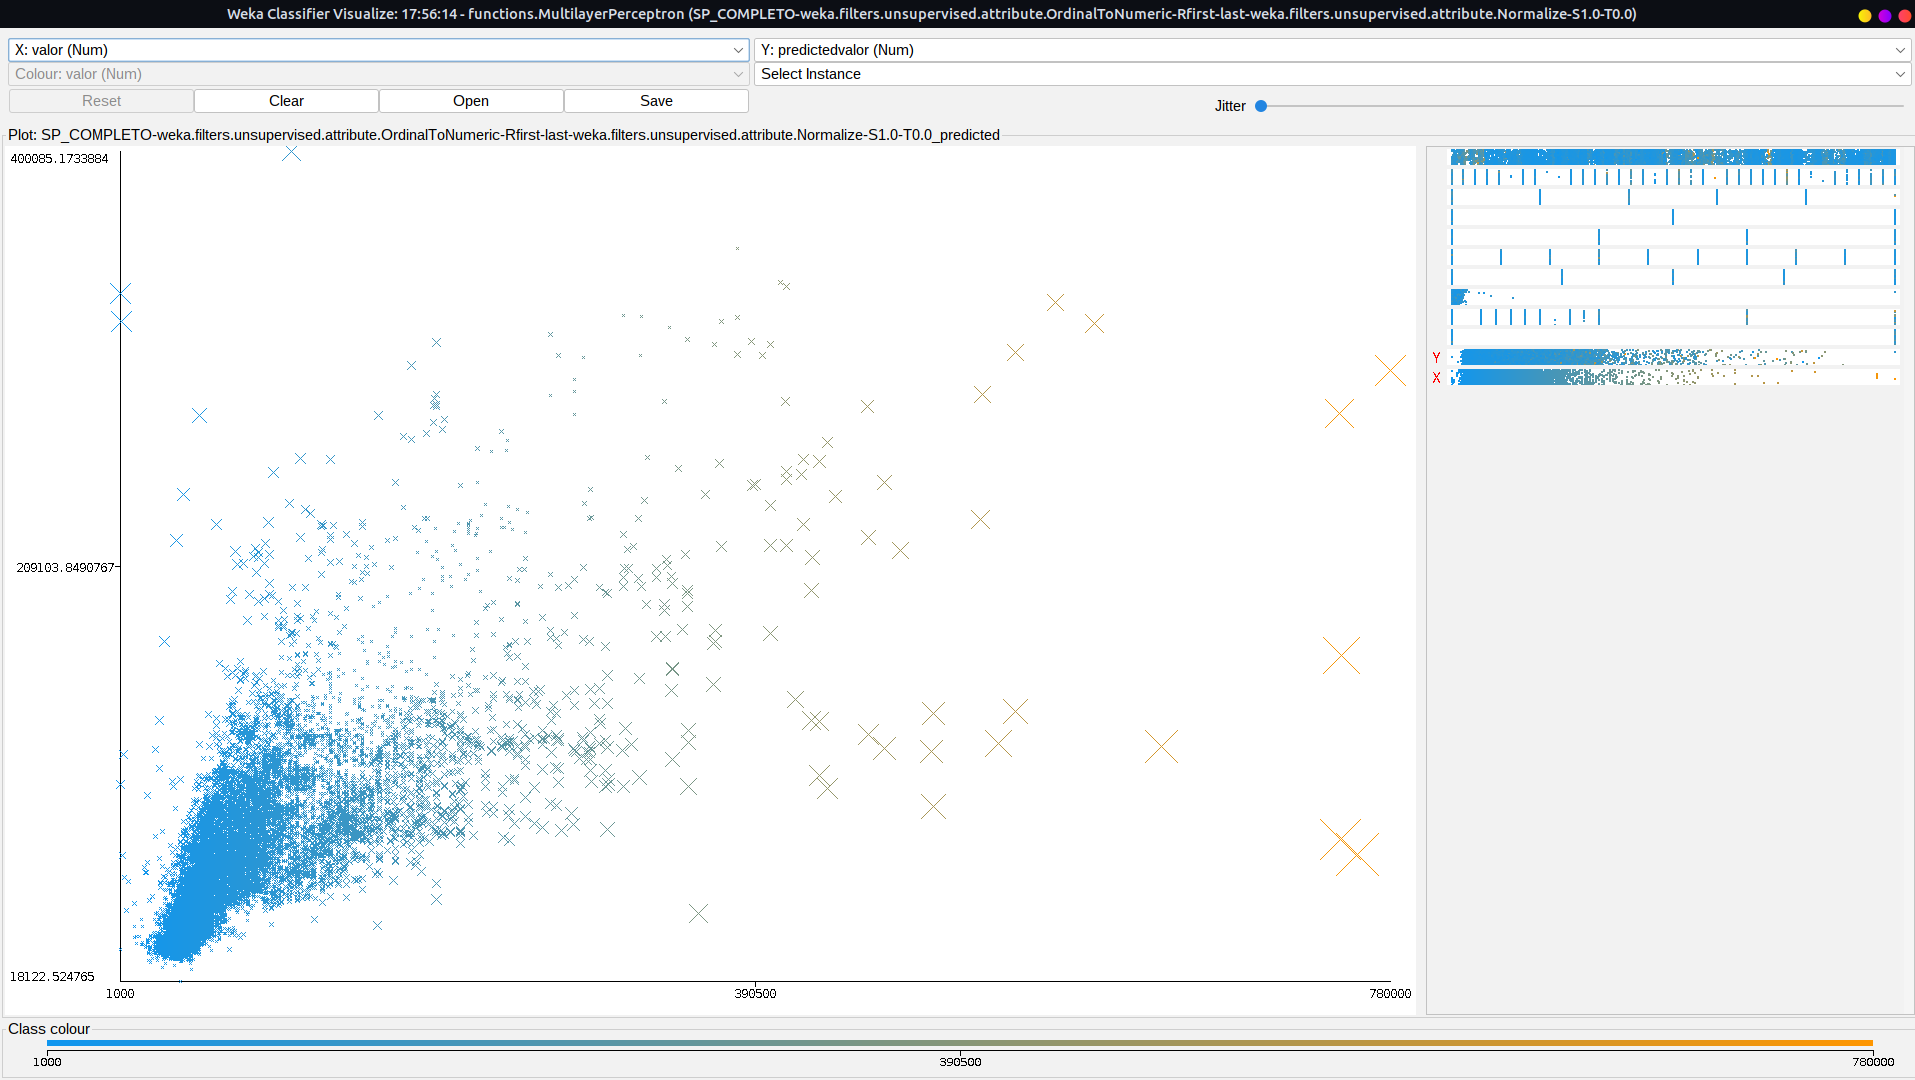 Weka Classifier Visualize: 17:56:14 - functions.MultilayerPerceptron (SP_COMPLETO-weka.filters.unsupervised.attribute.OrdinalToNumeric-Rfirst-last-weka.filters.unsupervised.attribute.Normalize-S1.0-T0.0)
X: valor (Num)
Y: predictedvalor (Num)
Colour: valor (Num)
Select Instance
Reset
Clear
Open
Save
Jitter
Plot: SP_COMPLETO-weka.filters.unsupervised.attribute.OrdinalToNumeric-Rfirst-last-weka.filters.unsupervised.attribute.Normalize-S1.0-T0.0_predicted
400085.1733884
209103.8490767
18122.524765
1000
390500
780000
Y
X
Class colour
1000
390500
780000